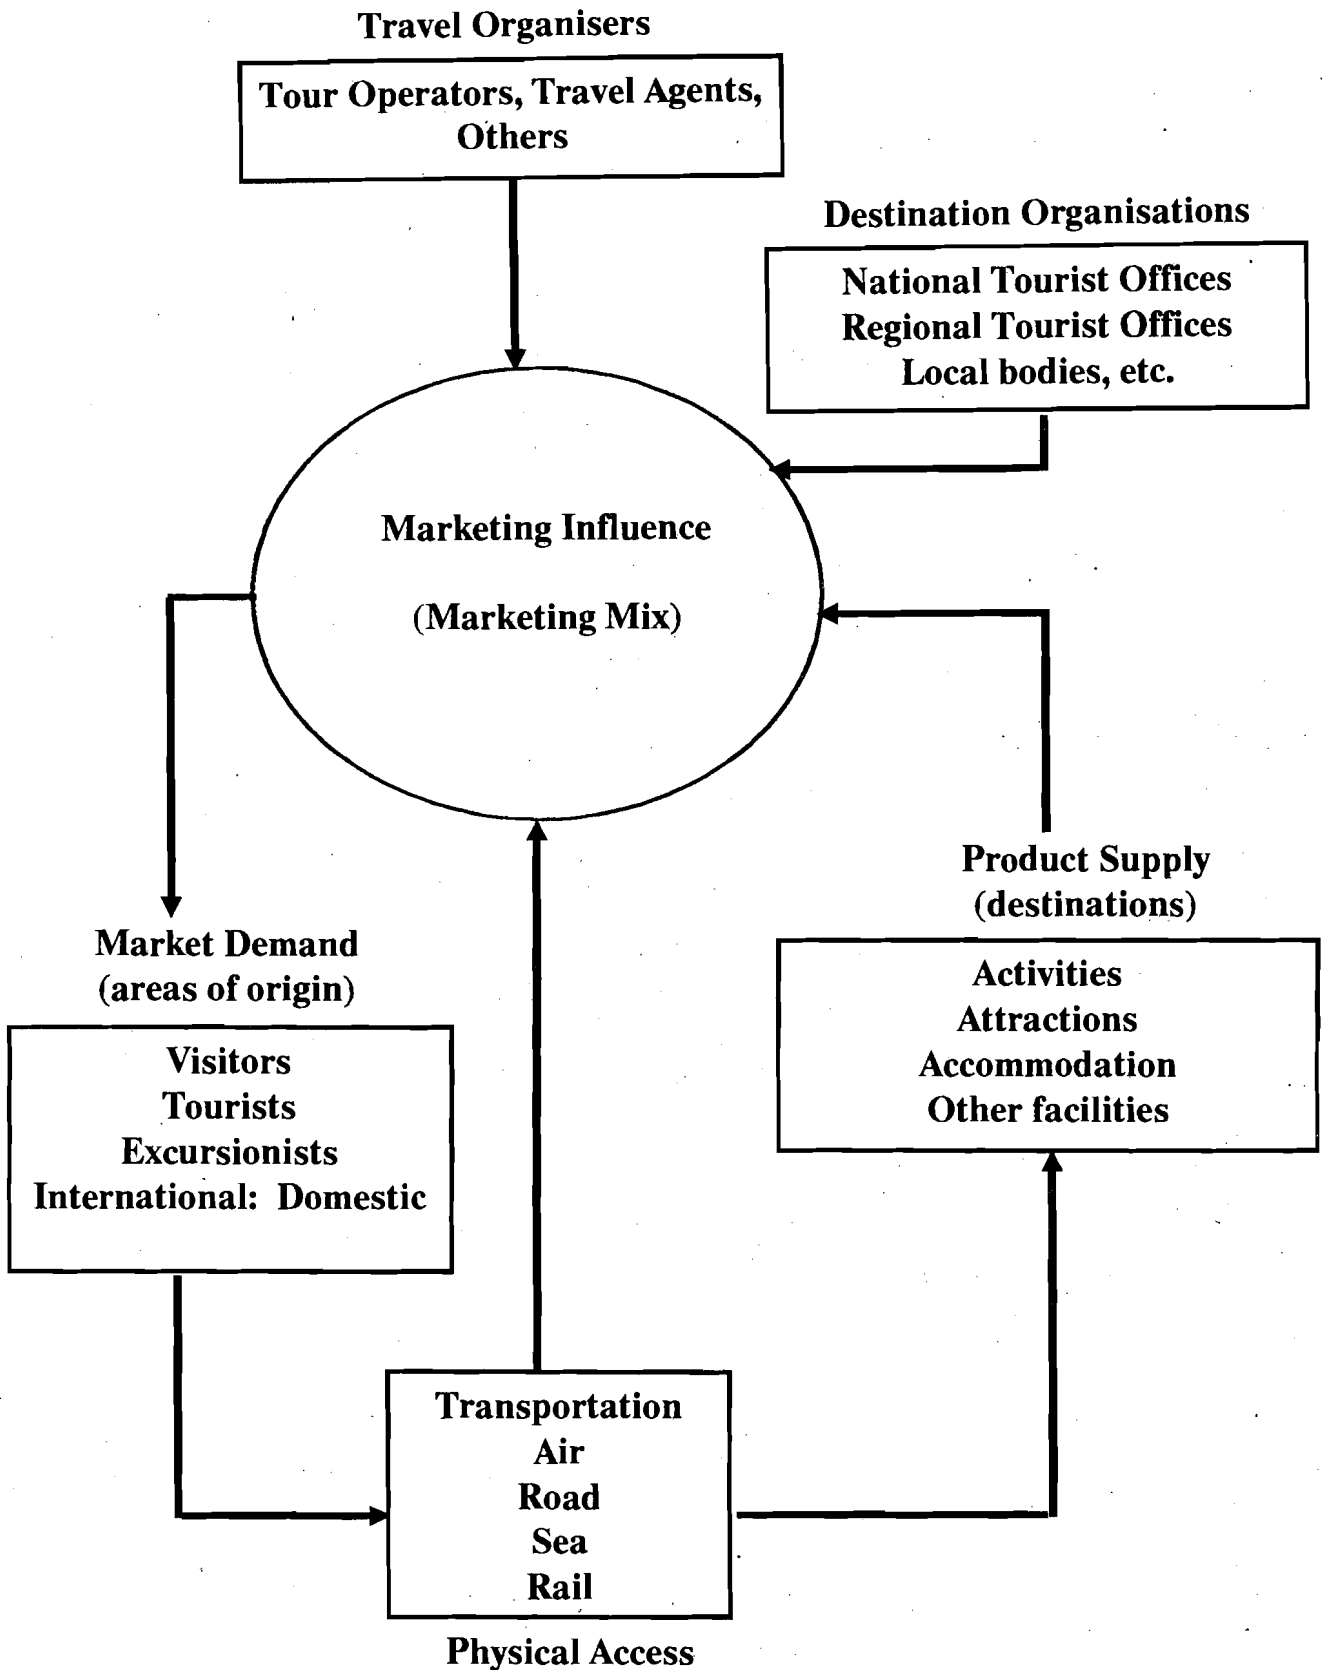 Travel Organisers
Tour Operators, Travel Agents,
Others
Destination Organisations
National Tourist Offices
Regional Tourist Offices
Local bodies, etc.
Marketing Influence
(Marketing Mix)
Product Supply
(destinations)
Activities
Attractions
Accommodation
Other facilities
Market Demand
(areas of origin)
Visitors
Tourists
Excursionists
International: Domestic
Transportation
Air
Road
Sea
Rail
Physical Access